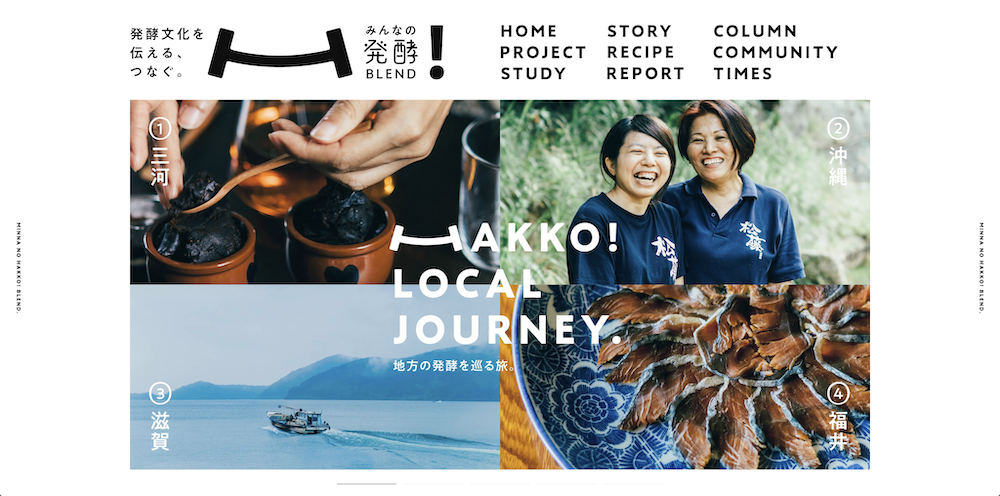 発酵文化を
伝える、
つなぐ。
みんなの
発酵
BLEND
!
HOME
PROJECT
STUDY
STORY
RECIPE
REPORT
COLUMN
COMMUNITY
TIMES
① 三河
② 沖縄
HAKKO!
LOCAL
JOURNEY.
地方の発酵を巡る旅。
③ 滋賀
④ 福井
MINNA NO HAKKO! BLEND.
MINNA NO HAKKO! BLEND.